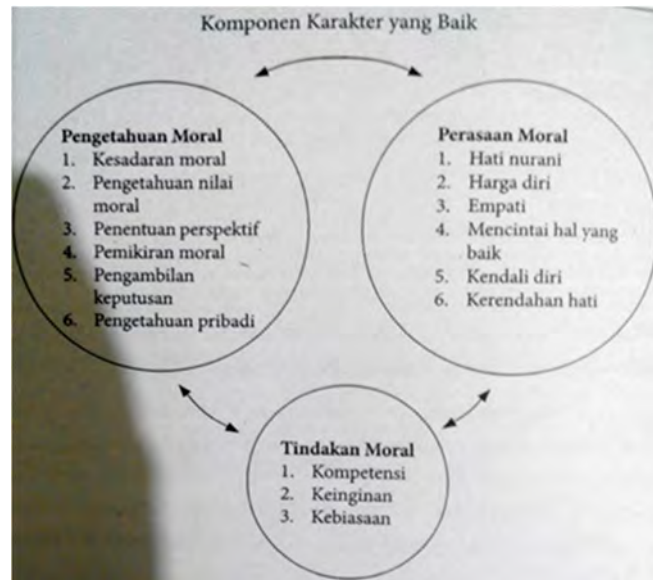 Komponen Karakter yang Baik
Pengetahuan Moral
1. Kesadaran moral
2. Pengetahuan nilai
moral
3. Penentuan perspektif
4. Pemikiran moral
5. Pengambilan
keputusan
6. Pengetahuan pribadi
Perasaan Moral
1. Hati nurani
2. Harga diri
3. Empati
4. Mencintai hal yang
baik
5. Kendali diri
6. Kerendahan hati
Tindakan Moral
1. Kompetensi
2. Keinginan
3. Kebiasaan